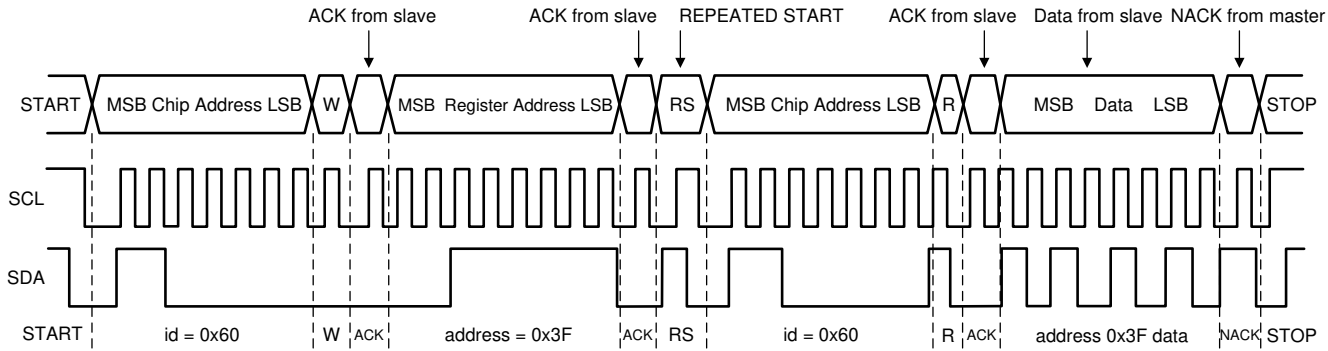 ACK from slave ACK from slave REPEATED START ACK from slave Data from slave NACK from master
START MSB Chip Address LSB W MSB Register Address LSB RS MSB Chip Address LSB R MSB Data LSB STOP
SCL
SDA
START id = 0x60 W ACK address = 0x3F ACK RS id = 0x60 R ACK address 0x3F data NACK STOP